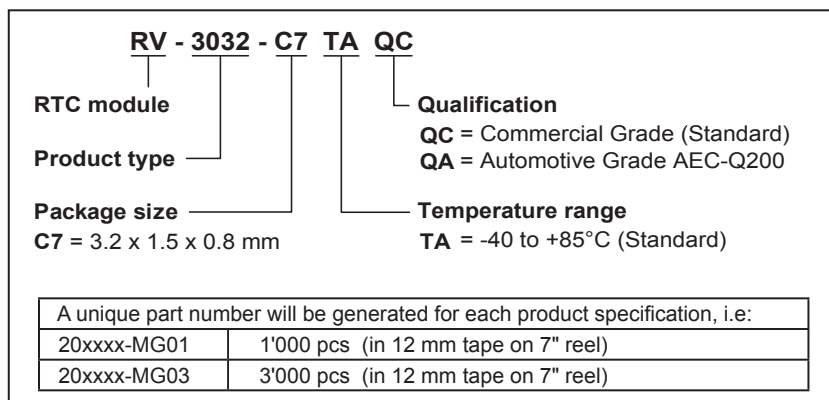 RV - 3032 - C7 TA QC
RTC module
Product type
Package size
C7 = 3.2 x 1.5 x 0.8 mm
Qualification
QC = Commercial Grade (Standard)
QA = Automotive Grade AEC-Q200
Temperature range
TA = -40 to +85°C (Standard)
A unique part number will be generated for each product specification, i.e:
20xxxx-MG01 1'000 pcs (in 12 mm tape on 7" reel)
20xxxx-MG03 3'000 pcs (in 12 mm tape on 7" reel)